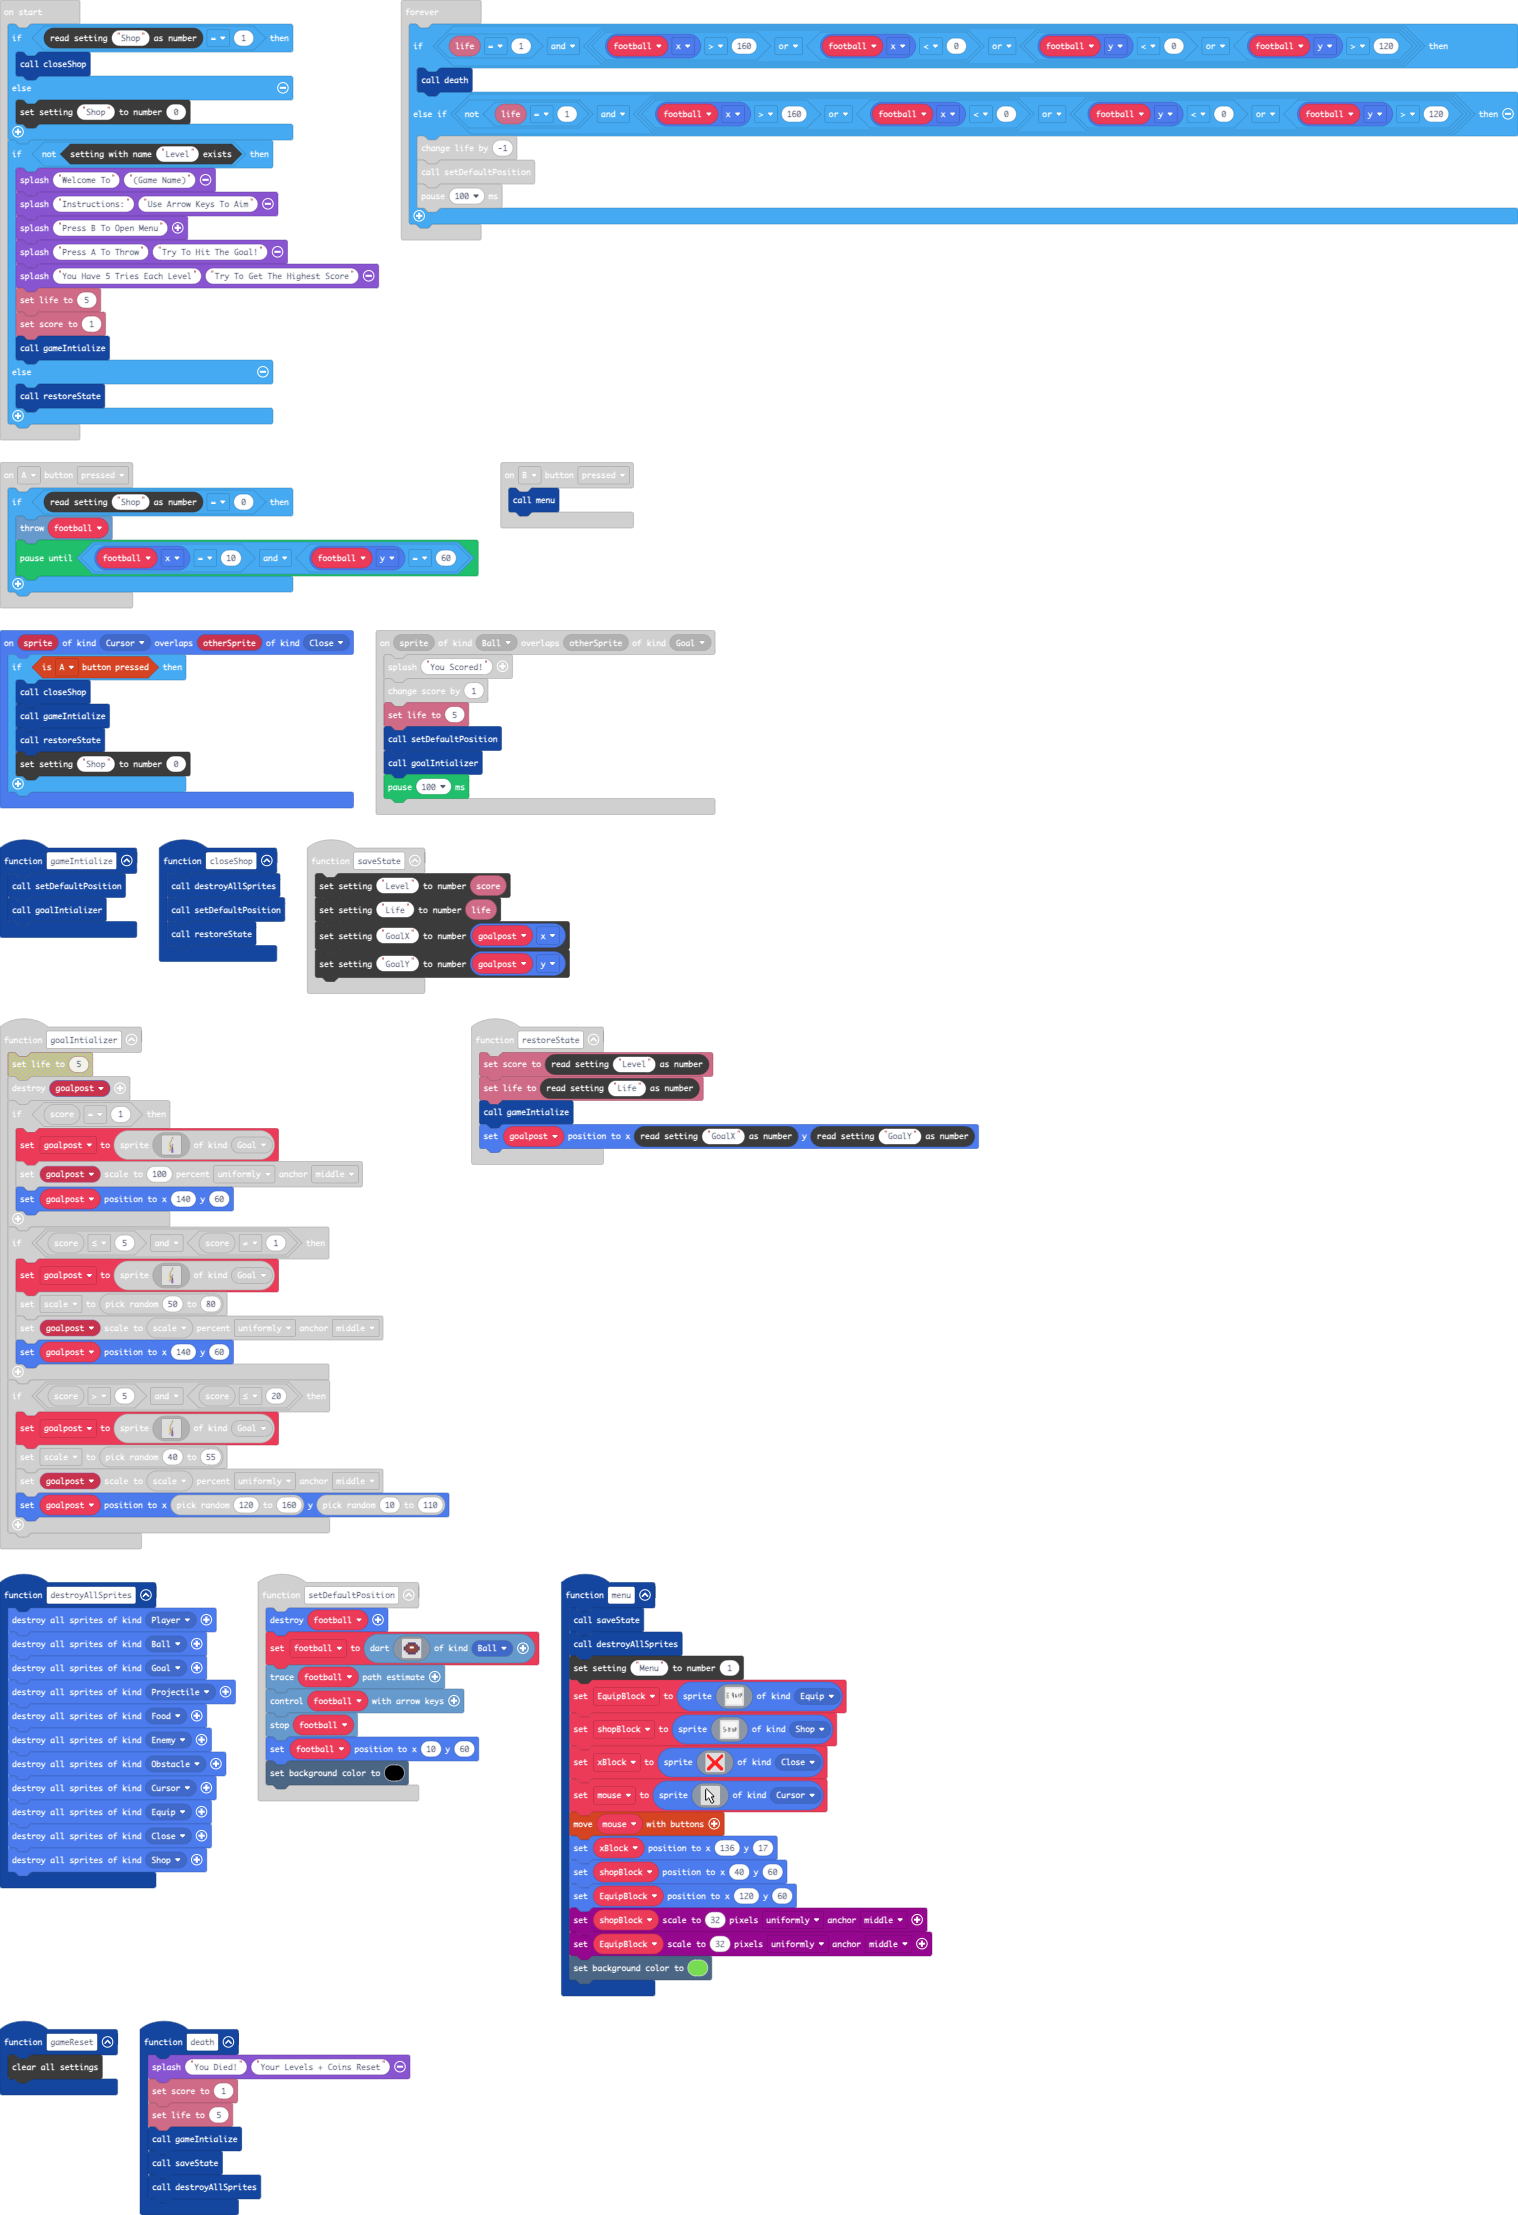 on start
if read setting "Shop" as number = 1 then
call closeShop
else
set setting "Shop" to number 0
if not setting with name "Level" exists then
splash "Welcome To" "(Game Name)"
splash "Instructions:" "Use Arrow Keys To Aim"
splash "Press B To Open Menu"
splash "Press A To Throw" "Try To Hit The Goal!"
splash "You Have 5 Tries Each Level" "Try To Get The Highest Score"
set life to 5
set score to 1
call gameIntialize
else
call restoreState
forever
if life = 1 and football x > 160 or football x < 0 or football y < 0 or football y > 120 then
call death
else if not life = 1 and football x > 160 or football x < 0 or football y < 0 or football y > 120 then
change life by -1
call setDefaultPosition
pause 100 ms
on A button pressed
if read setting "Shop" as number = 0 then
throw football
pause until football x = 10 and football y = 60
on B button pressed
call menu
on sprite of kind Cursor overlaps otherSprite of kind Close
if is A button pressed then
call closeShop
call gameIntialize
call restoreState
set setting "Shop" to number 0
on sprite of kind Ball overlaps otherSprite of kind Goal
splash "You Scored!"
change score by 1
set life to 5
call setDefaultPosition
call goalIntializer
pause 100 ms
function gameIntialize
call setDefaultPosition
call goalIntializer
function closeShop
call destroyAllSprites
call setDefaultPosition
call restoreState
function saveState
set setting "Level" to number score
set setting "Life" to number life
set setting "GoalX" to number goalpost x
set setting "GoalY" to number goalpost y
function goalIntializer
set life to 5
destroy goalpost
if score = 1 then
set goalpost to sprite of kind Goal
set goalpost scale to 100 percent uniformly anchor middle
set goalpost position to x 140 y 60
if score ≤ 5 and score ≠ 1 then
set goalpost to sprite of kind Goal
set scale to pick random 50 to 80
set goalpost scale to scale percent uniformly anchor middle
set goalpost position to x 140 y 60
if score > 5 and score ≤ 20 then
set goalpost to sprite of kind Goal
set scale to pick random 40 to 55
set goalpost scale to scale percent uniformly anchor middle
set goalpost position to x pick random 120 to 160 y pick random 10 to 110
function restoreState
set score to read setting "Level" as number
set life to read setting "Life" as number
call gameIntialize
set goalpost position to x read setting "GoalX" as number y read setting "GoalY" as number
function destroyAllSprites
destroy all sprites of kind Player
destroy all sprites of kind Ball
destroy all sprites of kind Goal
destroy all sprites of kind Projectile
destroy all sprites of kind Food
destroy all sprites of kind Enemy
destroy all sprites of kind Obstacle
destroy all sprites of kind Cursor
destroy all sprites of kind Equip
destroy all sprites of kind Close
destroy all sprites of kind Shop
function setDefaultPosition
destroy football
set football to dart of kind Ball
trace football path estimate
control football with arrow keys
stop football
set football position to x 10 y 60
set background color to
function menu
call saveState
call destroyAllSprites
set setting "Menu" to number 1
set EquipBlock to sprite of kind Equip
set shopBlock to sprite of kind Shop
set xBlock to sprite of kind Close
set mouse to sprite of kind Cursor
move mouse with buttons
set xBlock position to x 136 y 17
set shopBlock position to x 40 y 60
set EquipBlock position to x 120 y 60
set shopBlock scale to 32 pixels uniformly anchor middle
set EquipBlock scale to 32 pixels uniformly anchor middle
set background color to
function gameReset
clear all settings
function death
splash "You Died!" "Your Levels + Coins Reset"
set score to 1
set life to 5
call gameIntialize
call saveState
call destroyAllSprites